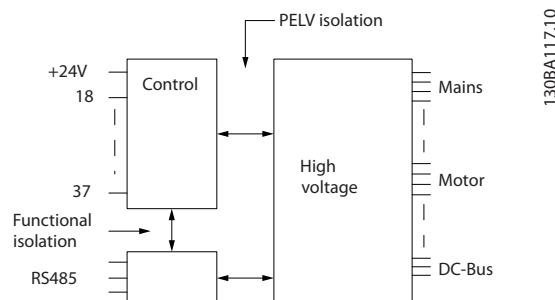 PELV isolation
+24V
Control
18
37
Functional
isolation
RS485
High
voltage
Mains
Motor
DC-Bus
130BA117.10